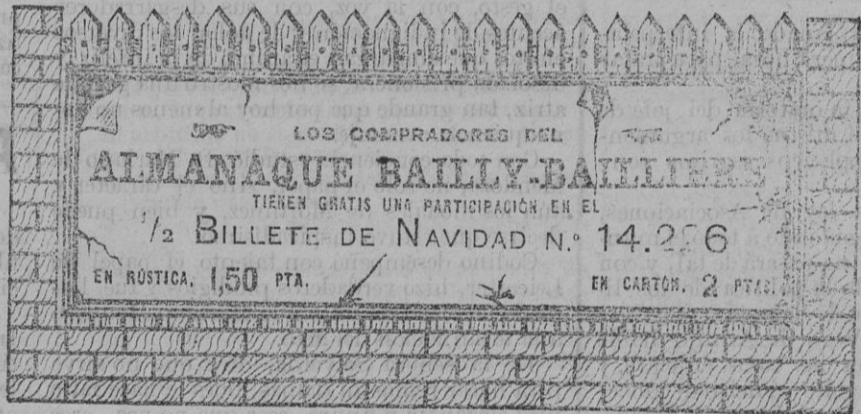 LOS COMPRADORES DEL
ALMANAQUE BAILLY-BAILLIERE
TIENEN GRATIS UNA PARTICIPACIÓN EN EL
1/2 BILLETE DE NAVIDAD N.º
EN RÚSTICA, 1,50 PTA. EN CARTÓN, 2 PTAS.